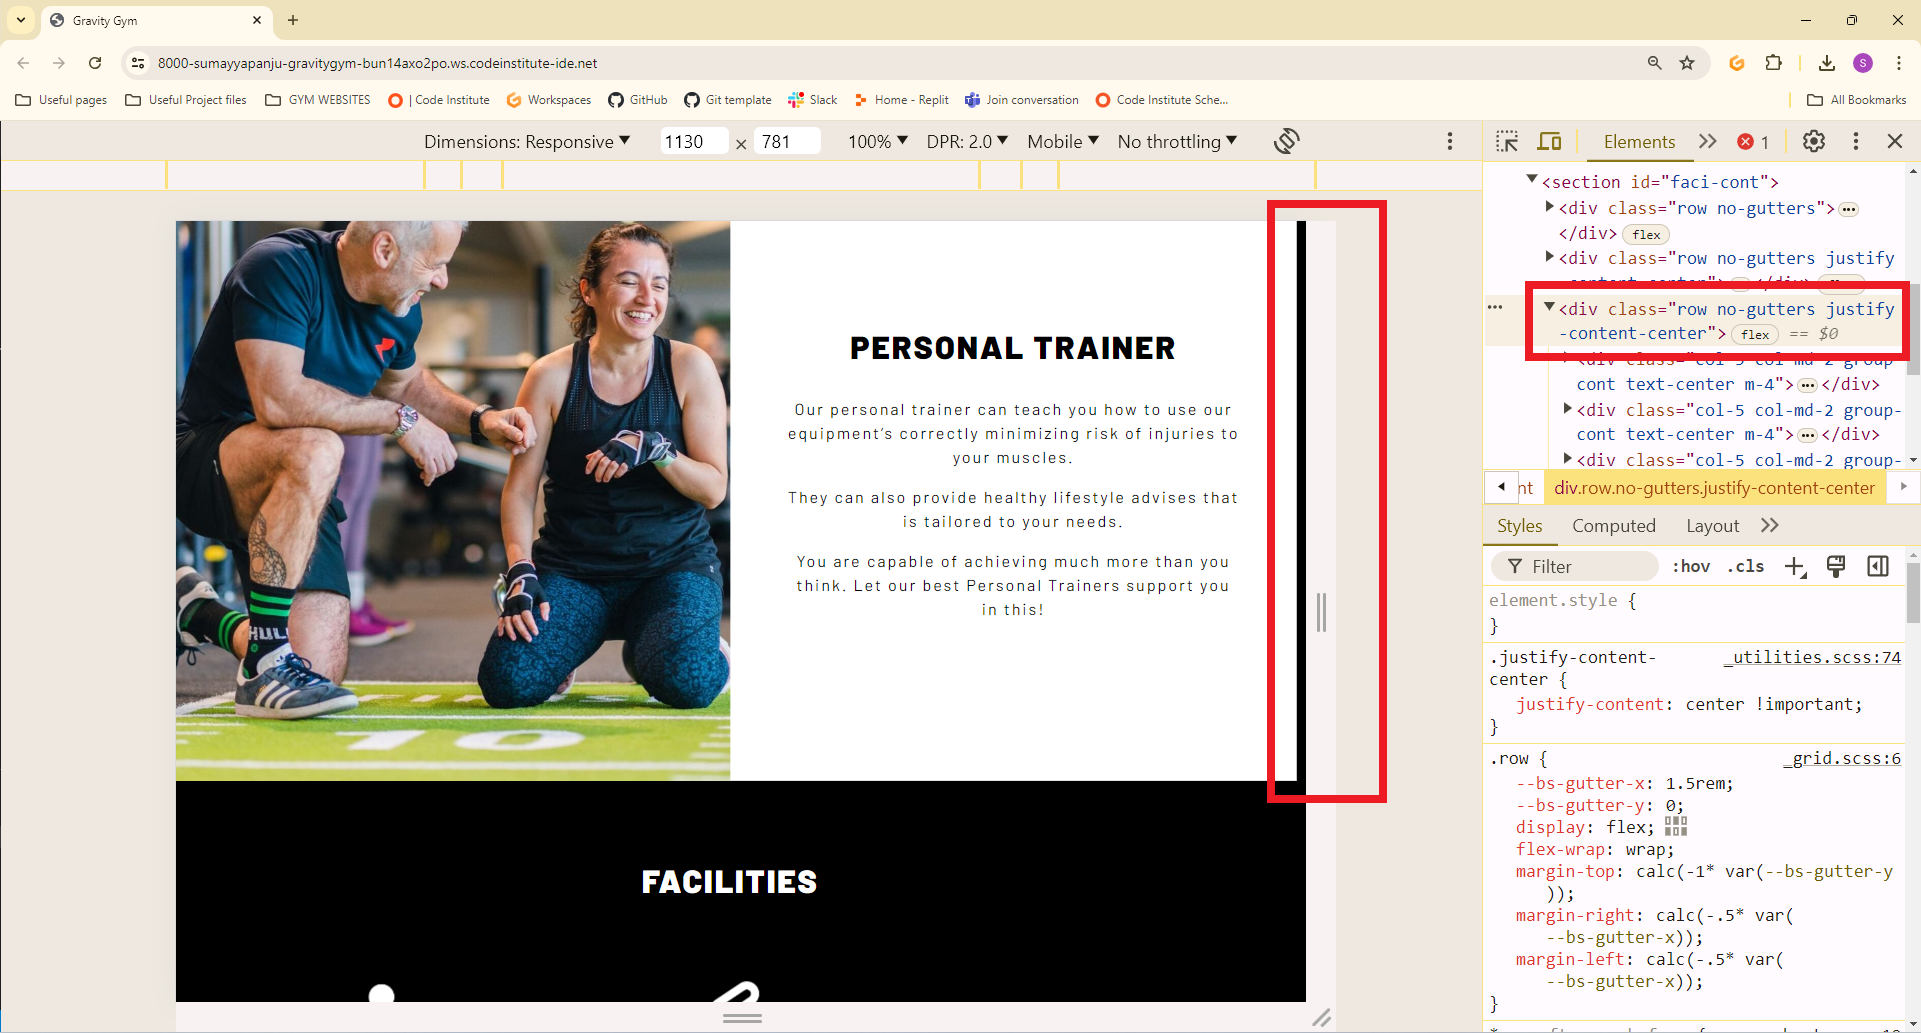 Gravity Gym
8000-sumayyapanju-gravitygym-bun14axo2po.ws.codeinstitute-ide.net
S
Useful pages
Useful Project files
GYM WEBSITES
| Code Institute
Workspaces
GitHub
Git template
Slack
Home - Replit
Join conversation
Code Institute Sche...
All Bookmarks
Dimensions: Responsive
1130 × 781
100%
DPR: 2.0
Mobile
No throttling
Elements
1
HUL
10
PERSONAL TRAINER
Our personal trainer can teach you how to use our
equipment's correctly minimizing risk of injuries to
your muscles.
They can also provide healthy lifestyle advises that
is tailored to your needs.
You are capable of achieving much more than you
think. Let our best Personal Trainers support you
in this!
FACILITIES
<section id="faci-cont">
<div class="row no-gutters">
</div> flex
<div class="row no-gutters justify
<div class="row no-gutters justify
-content-center"> flex == $0
<div class="col-5 col-md-2 group-
cont text-center m-4"> ••• </div>
<div class="col-5 col-md-2 group-
cont text-center m-4"> ••• </div>
<div class="col-5 col-md-2 group-
nt
div.row.no-gutters.justify-content-center
Styles
Computed
Layout
Filter
:hov
.cls
element.style {
}
.justify-content- _utilities.scss:74
center {
justify-content: center !important;
}
.row { _grid.scss:6
--bs-gutter-x: 1.5rem;
--bs-gutter-y: 0;
display: flex;
flex-wrap: wrap;
margin-top: calc(-1* var(--bs-gutter-y
));
margin-right: calc(-.5* var(
--bs-gutter-x));
margin-left: calc(-.5* var(
--bs-gutter-x));
}